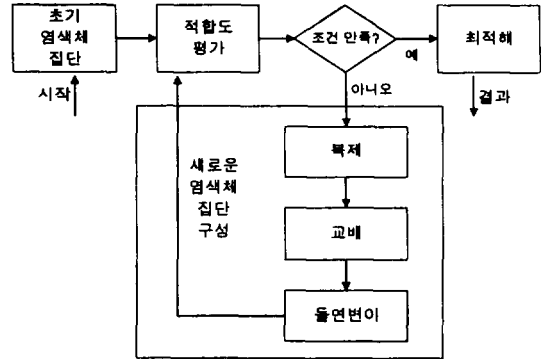 초기
염색체
집단
적합도
평가
조건 만족?
예
최적해
시작
아니오
결과
복제
새로운
염색체
집단
구성
교배
돌연변이